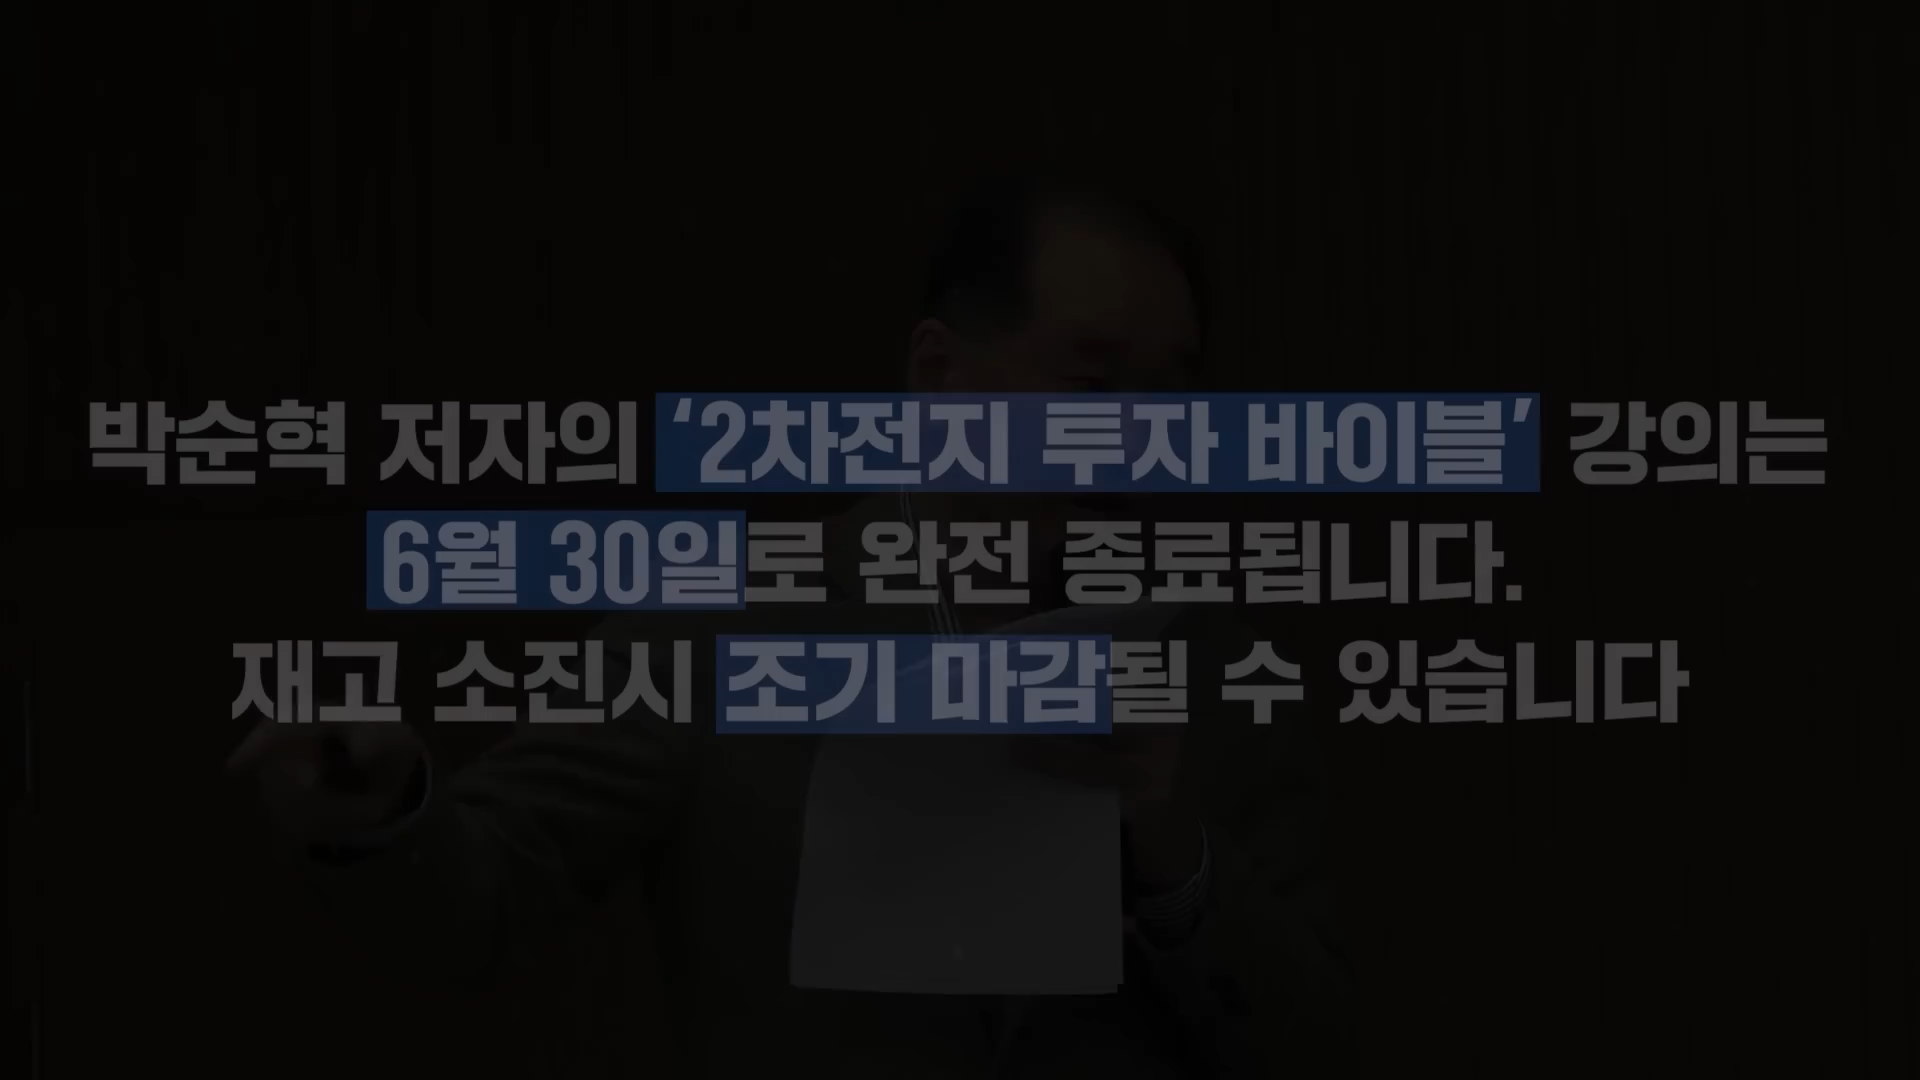 박순혁 저자의 ‘2차전지 투자 바이블’ 강의는
6월 30일로 완전 종료됩니다.
재고 소진시 조기 마감될 수 있습니다